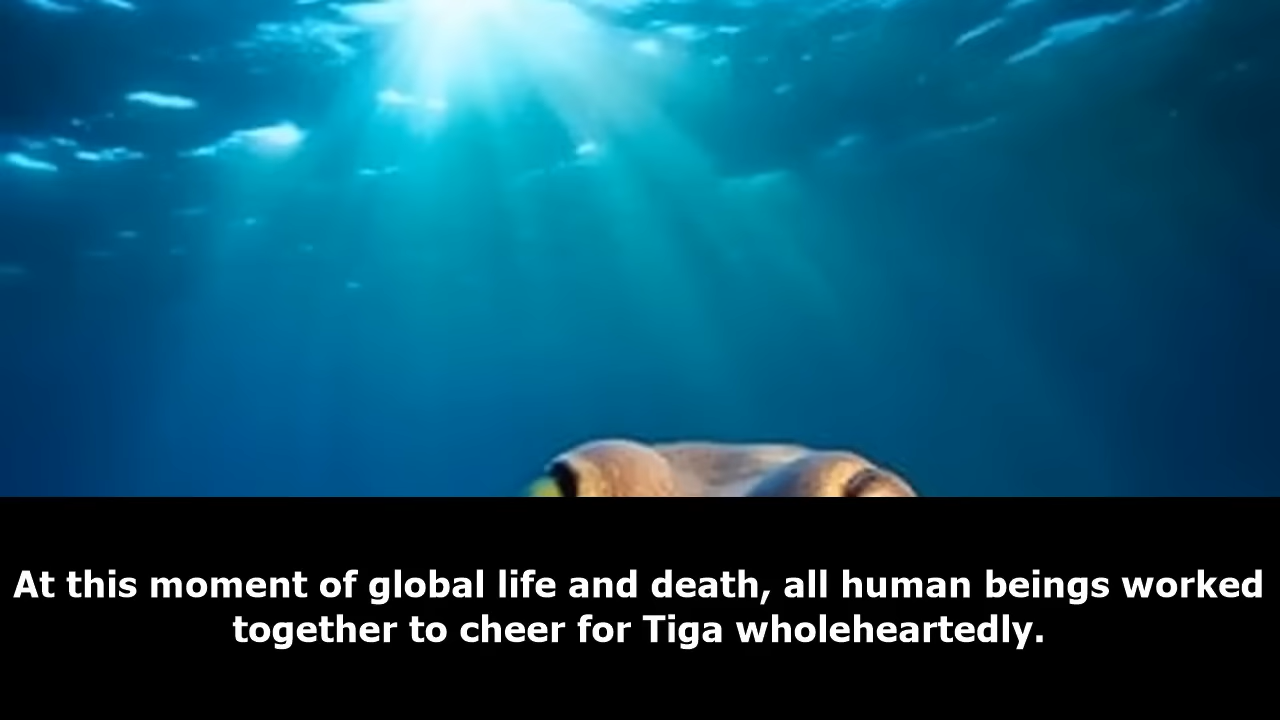 At this moment of global life and death, all human beings worked
together to cheer for Tiga wholeheartedly.